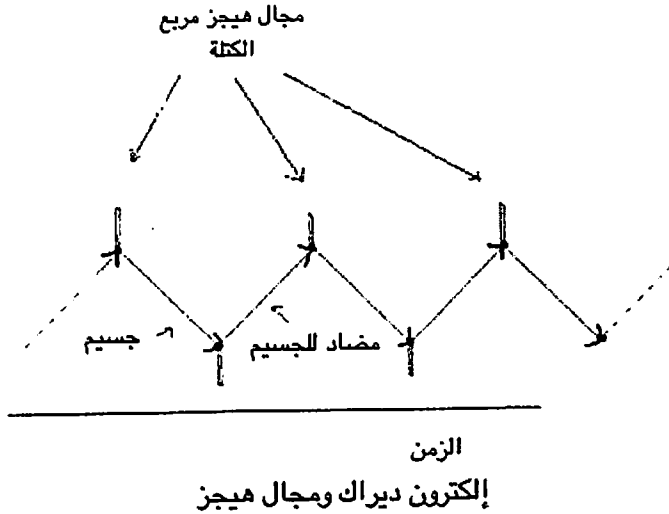 مجال هيجز مربع
الكتلة
جسيم
مضاد للجسيم
الزمن
إلكترون ديراك ومجال هيجز